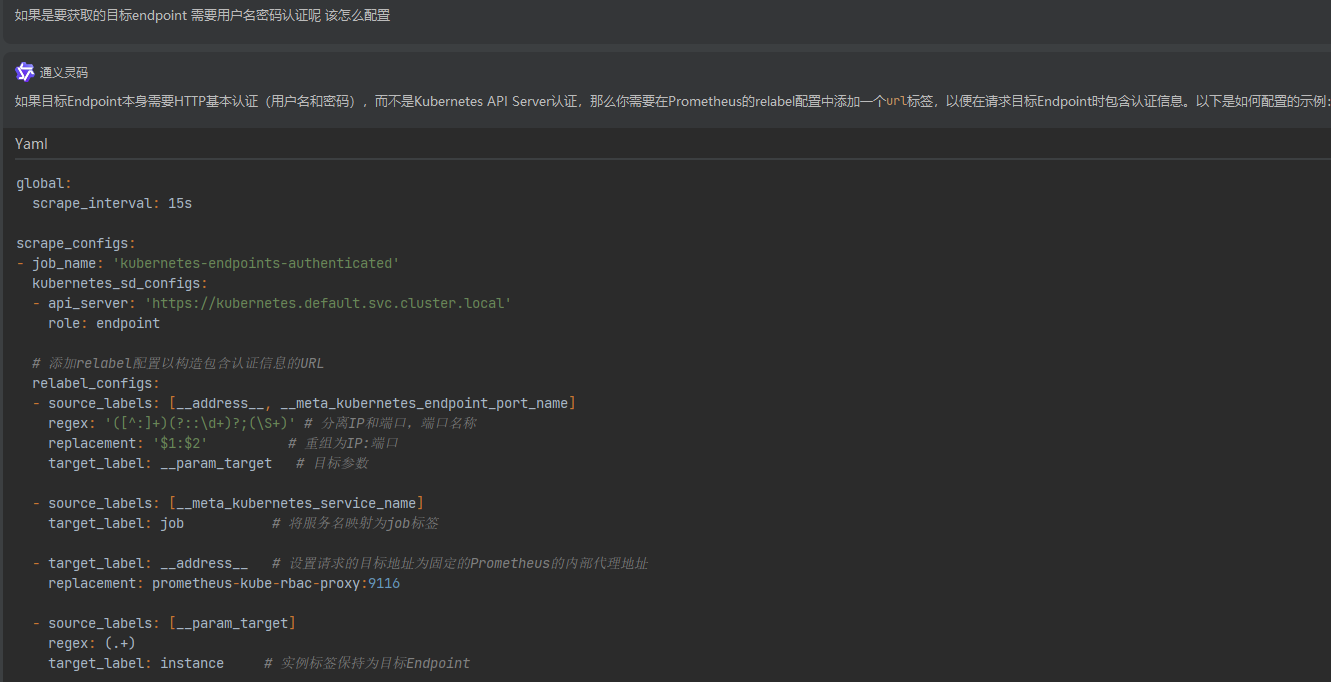 如果是要获取的目标endpoint 需要用户名密码认证呢 该怎么配置
通义灵码
如果目标Endpoint本身需要HTTP基本认证（用户名和密码），而不是Kubernetes API Server认证，那么你需要在Prometheus的relabel配置中添加一个url标签，以便在请求目标Endpoint时包含认证信息。以下是如何配置的示例：
Yaml
global:
  scrape_interval: 15s
scrape_configs:
- job_name: 'kubernetes-endpoints-authenticated'
  kubernetes_sd_configs:
  - api_server: 'https://kubernetes.default.svc.cluster.local'
    role: endpoint
  # 添加relabel配置以构造包含认证信息的URL
  relabel_configs:
  - source_labels: [__address__, __meta_kubernetes_endpoint_port_name]
    regex: '([^:]+)(?::\d+)?;(\S+)' # 分离IP和端口，端口名称
    replacement: '$1:$2'          # 重组为IP:端口
    target_label: __param_target   # 目标参数
  - source_labels: [__meta_kubernetes_service_name]
    target_label: job           # 将服务名映射为job标签
  - target_label: __address__   # 设置请求的目标地址为固定的Prometheus的内部代理地址
    replacement: prometheus-kube-rbac-proxy:9116
  - source_labels: [__param_target]
    regex: (.+)
    target_label: instance     # 实例标签保持为目标Endpoint